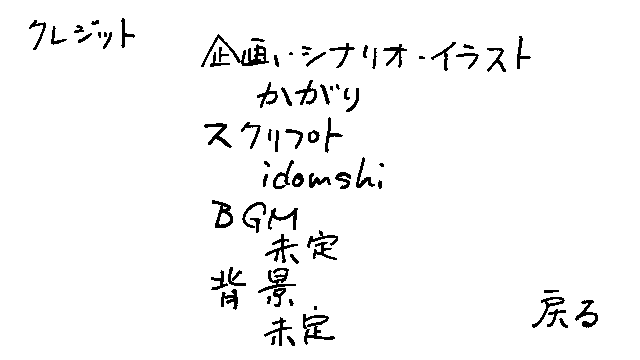 クレジット
企画・シナリオ・イラスト
かがり
スクリプト
idomshi
BGM
未定
背景
未定
戻る